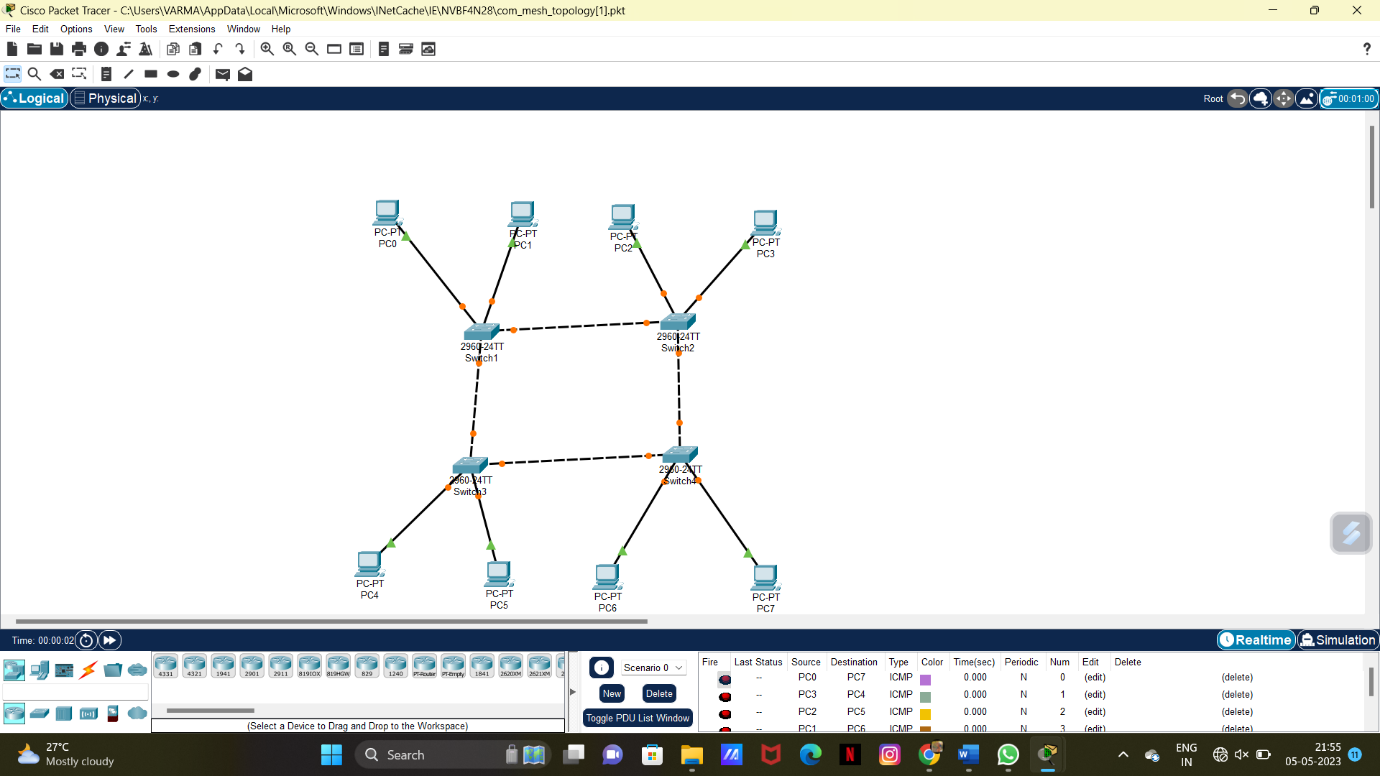 Cisco Packet Tracer - C:\Users\VARMA\AppData\Local\Microsoft\Windows\INetCache\IE\NVBF4N28\com_mesh_topology[1].pkt
File Edit Options View Tools Extensions Window Help
Logical Physical x: y:
Root 00:01:00
PC-PT
PC0
PC-PT
PC1
PC-PT
PC2
PC-PT
PC3
2960-24TT
Switch1
2960-24TT
Switch2
2960-24TT
Switch3
2960-24TT
Switch4
PC-PT
PC4
PC-PT
PC5
PC-PT
PC6
PC-PT
PC7
Time: 00:00:02
Realtime Simulation
4331 4321 1941 2901 2911 819IOX 819HGW 829 1240 PT-Router PT-Empty 1841 2620XM 2621XM
(Select a Device to Drag and Drop to the Workspace)
Scenario 0
New Delete
Toggle PDU List Window
Fire Last Status Source Destination Type Color Time(sec) Periodic Num Edit Delete
-- PC0 PC7 ICMP 0.000 N 0 (edit) (delete)
-- PC3 PC4 ICMP 0.000 N 1 (edit) (delete)
-- PC2 PC5 ICMP 0.000 N 2 (edit) (delete)
-- PC1 PC6 ICMP 0.000 N 3 (edit) (delete)
27°C
Mostly cloudy
Search
ENG
IN
21:55
05-05-2023
11